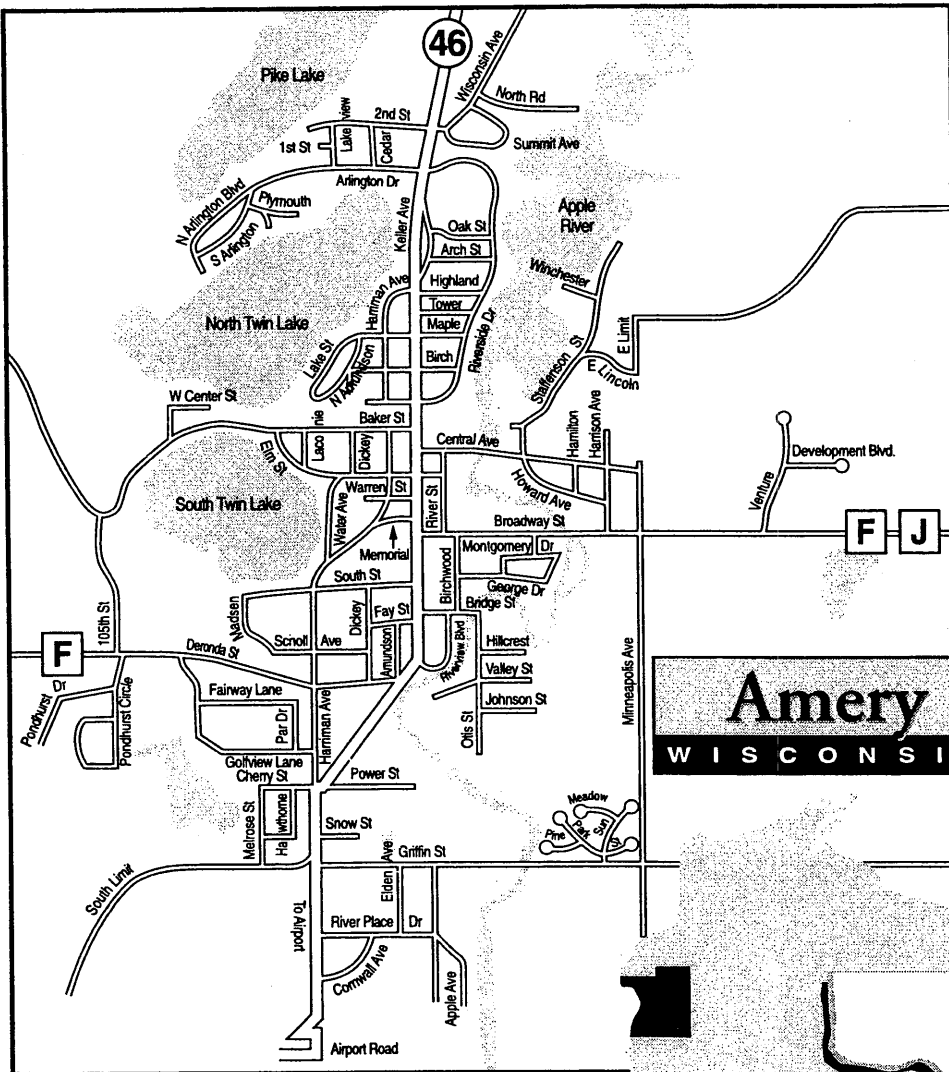 46
Wisconsin Ave
Pike Lake
North Rd
Lake view
2nd St
Cedar
1st St
Summit Ave
Arlington Dr
N Arlington Blvd
Plymouth
S Arlington
Keller Ave
Apple
River
Oak St
Arch St
Winchester
Highland
Harriman Ave
Tower
Maple
North Twin Lake
Riverside Dr
E Limit
Lake St
N Admundson
Birch
Staffenson St
E Lincoln
W Center St
Baker St
Laco nie
Dickey
Elm St
Central Ave
Hamilton
Harrison Ave
Development Blvd.
Venture
Howard Ave
Warren St
South Twin Lake
Water Ave
River St
Broadway St
F
J
Memorial
Montgomery Dr
Birchwood
George Dr
South St
Bridge St
Madsen
Dickey
Fay St
105th St
Scholl Ave
Amundson
Riverview Blvd
Hillcrest
Minneapolis Ave
F
Deronda St
Valley St
Pondhurst Dr
Pondhurst Circle
Fairway Lane
Johnson St
Otis St
Amery
WISCONSI
Par Dr
Harriman Ave
Golfview Lane
Cherry St
Power St
Melrose St
Ha wthorne
Snow St
Meadow
Park
Sun
Pine
Griffin St
South Limit
Elden Ave
To Airport
River Place Dr
Cornwall Ave
Apple Ave
Airport Road